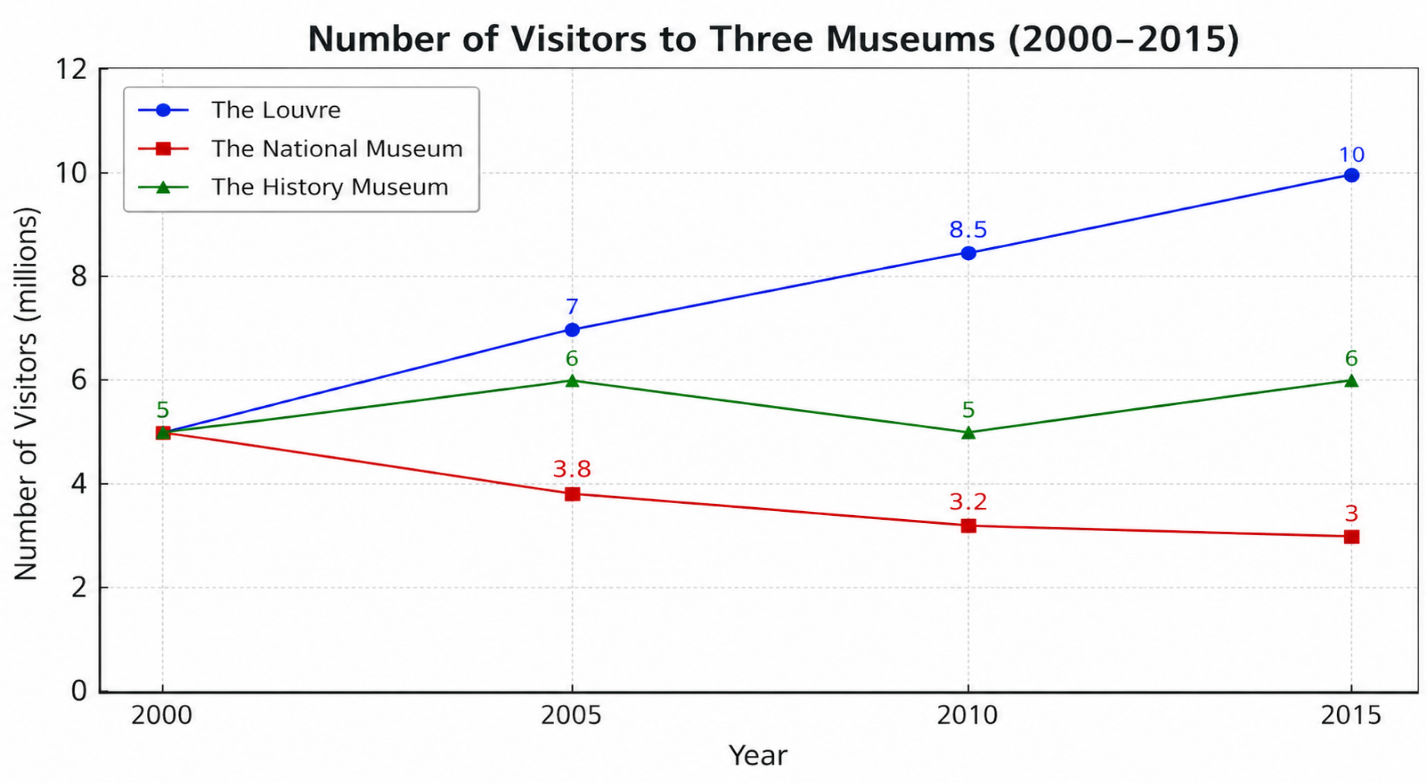 Number of Visitors to Three Museums (2000–2015)
The Louvre
The National Museum
The History Museum
Number of Visitors (millions)
12
10
8
6
4
2
0
10
8.5
7
6
5
6
5
3.8
3.2
3
2000 2005 2010 2015
Year